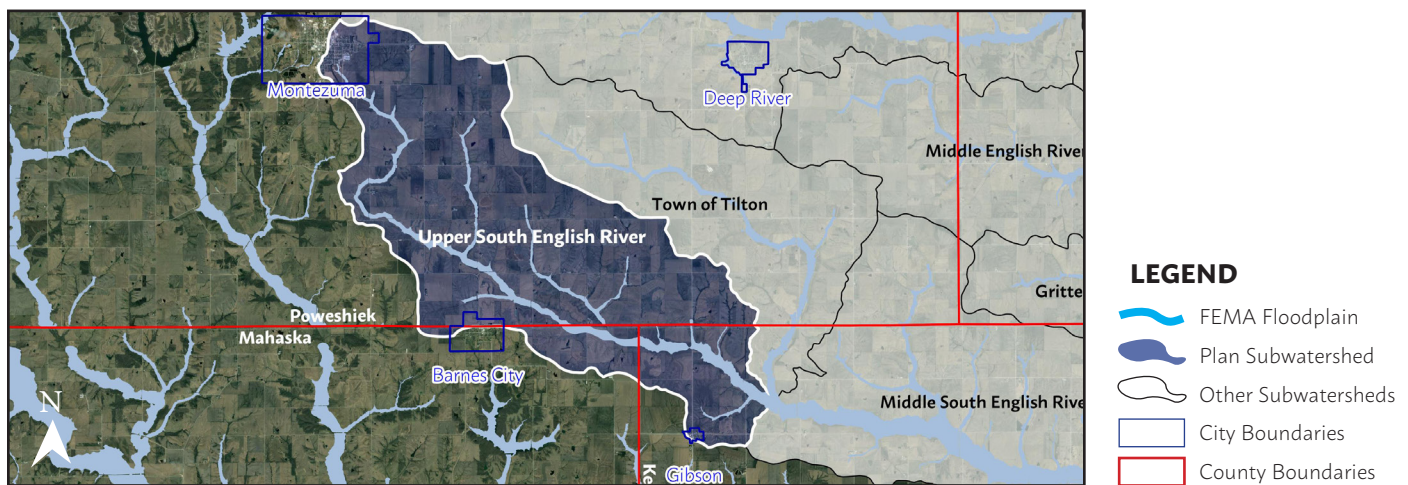 Montezuma
Deep River
Middle English River
Town of Tilton
Upper South English River
Gritte
Poweshiek
Mahaska
Barnes City
Middle South English Rive
N
Ke
Gibson
LEGEND
FEMA Floodplain
Plan Subwatershed
Other Subwatersheds
City Boundaries
County Boundaries